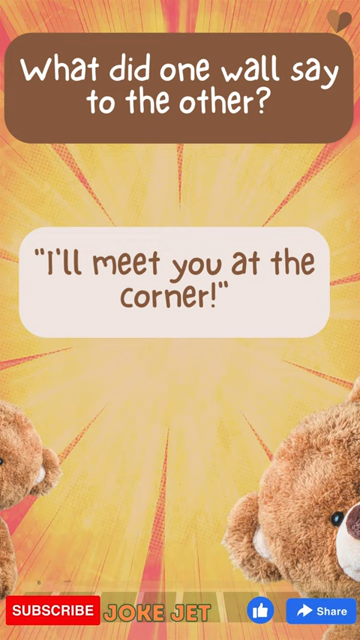 What did one wall say
to the other?
"I'll meet you at the
corner!"
SUBSCRIBE
JOKE JET
Share